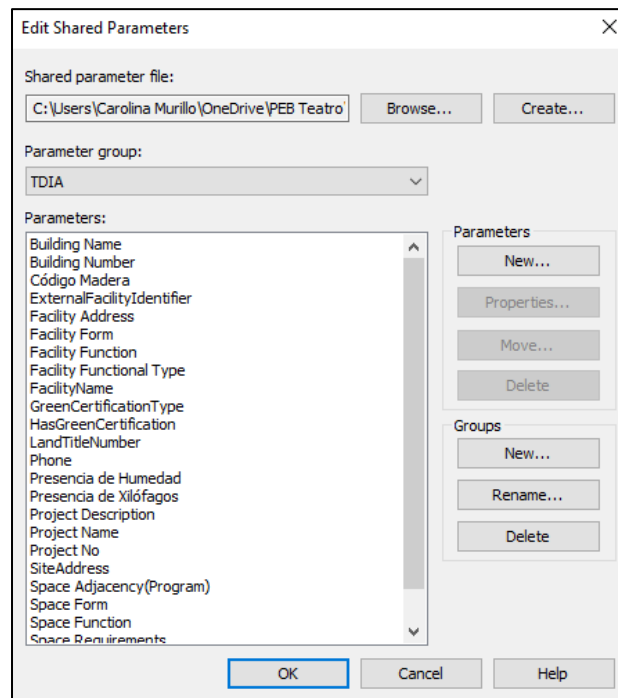 Edit Shared Parameters
Shared parameter file:
C:\Users\Carolina Murillo\OneDrive\PEB Teatro'
Browse...
Create...
Parameter group:
TDIA
Parameters:
Building Name
Building Number
Código Madera
ExternalFacilityIdentifier
Facility Address
Facility Form
Facility Function
Facility Functional Type
FacilityName
GreenCertificationType
HasGreenCertification
LandTitleNumber
Phone
Presencia de Humedad
Presencia de Xilófagos
Project Description
Project Name
Project No
SiteAddress
Space Adjacency(Program)
Space Form
Space Function
Space Requirements
Parameters
New...
Properties...
Move...
Delete
Groups
New...
Rename...
Delete
OK
Cancel
Help